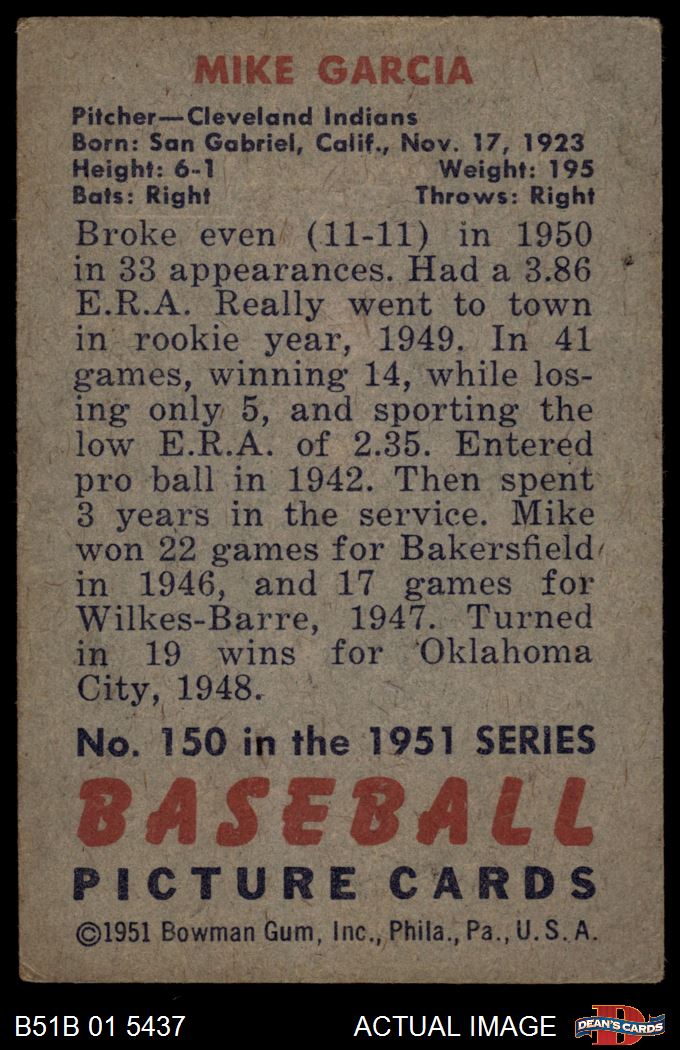 MIKE GARCIA
Pitcher—Cleveland Indians
Born: San Gabriel, Calif., Nov. 17, 1923
Height: 6-1 Weight: 195
Bats: Right Throws: Right
Broke even (11-11) in 1950
in 33 appearances. Had a 3.86
E.R.A. Really went to town
in rookie year, 1949. In 41
games, winning 14, while los-
ing only 5, and sporting the
low E.R.A. of 2.35. Entered
pro ball in 1942. Then spent
3 years in the service. Mike
won 22 games for Bakersfield
in 1946, and 17 games for
Wilkes-Barre, 1947. Turned
in 19 wins for Oklahoma
City, 1948.
No. 150 in the 1951 SERIES
BASEBALL
PICTURE CARDS
©1951 Bowman Gum, Inc., Phila., Pa., U.S.A.
B51B 01 5437 ACTUAL IMAGE
D
DEAN'S CARDS